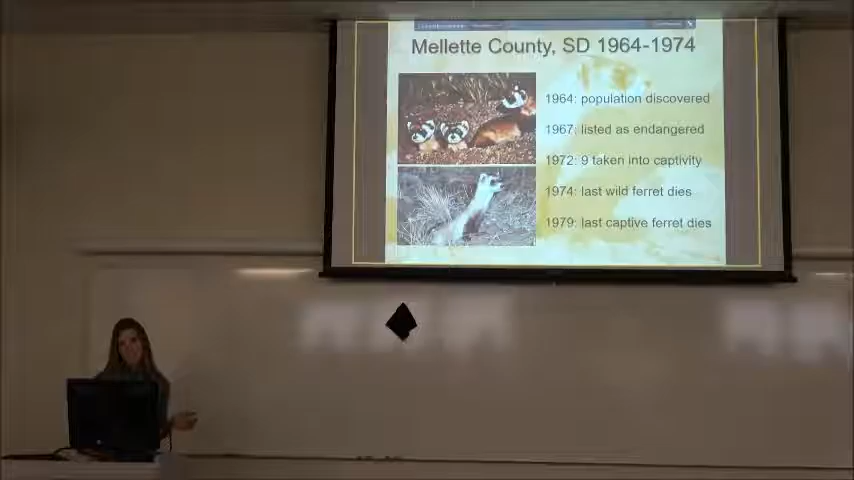 Mellette County, SD 1964-1974
1964: population discovered
1967: listed as endangered
1972: 9 taken into captivity
1974: last wild ferret dies
1979: last captive ferret dies